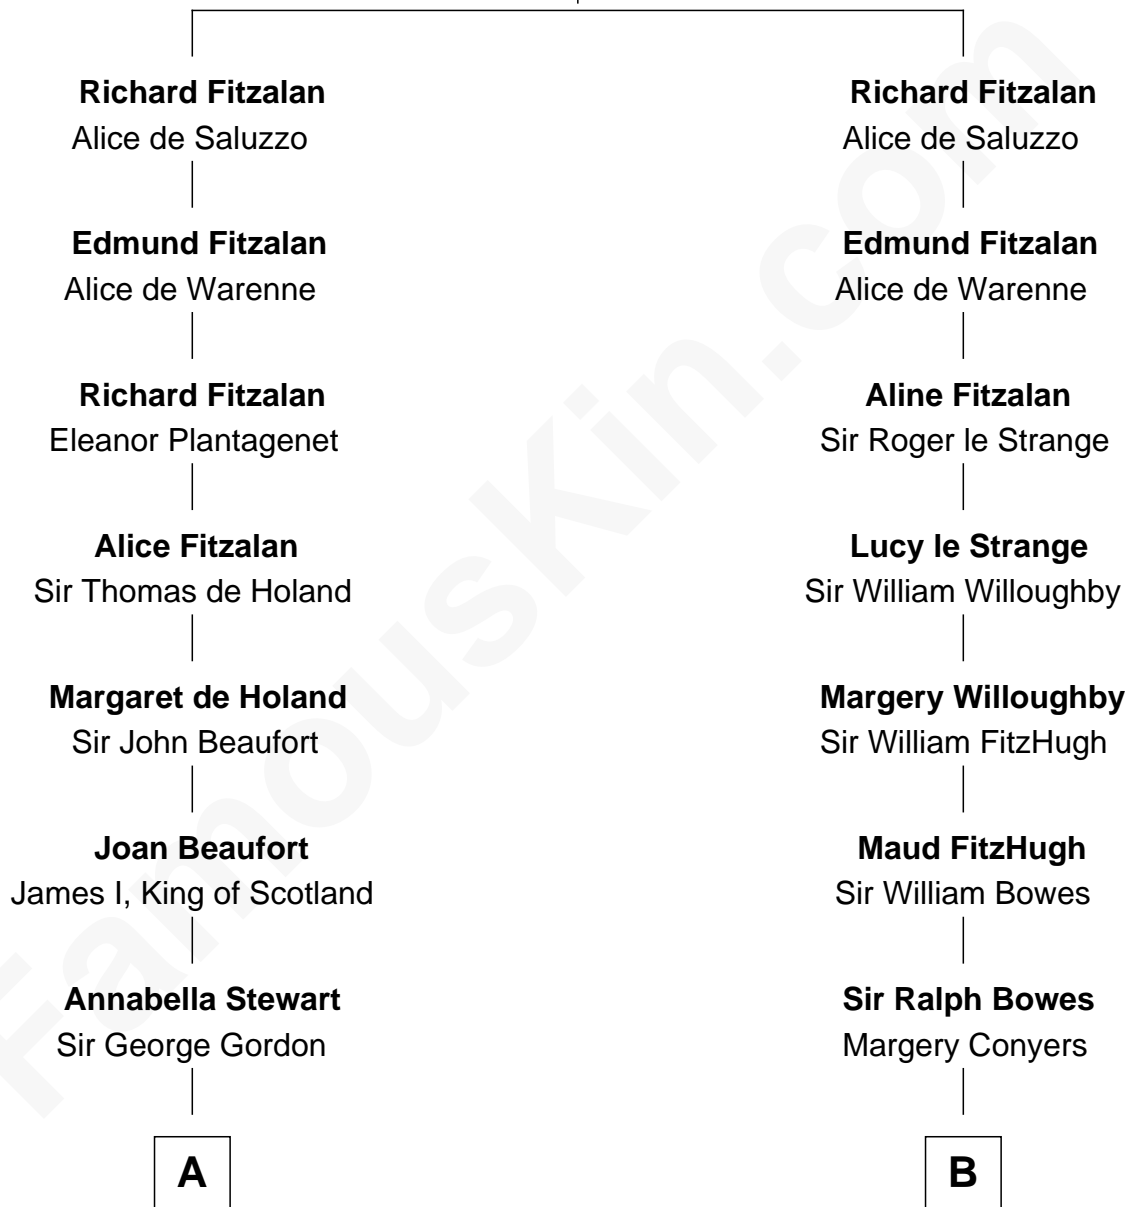 Richard Fitzalan
Alice de Saluzzo
Edmund Fitzalan
Alice de Warenne
Richard Fitzalan
Eleanor Plantagenet
Alice Fitzalan
Sir Thomas de Holand
Margaret de Holand
Sir John Beaufort
Joan Beaufort
James I, King of Scotland
Annabella Stewart
Sir George Gordon
A
Richard Fitzalan
Alice de Saluzzo
Edmund Fitzalan
Alice de Warenne
Aline Fitzalan
Sir Roger le Strange
Lucy le Strange
Sir William Willoughby
Margery Willoughby
Sir William FitzHugh
Maud FitzHugh
Sir William Bowes
Sir Ralph Bowes
Margery Conyers
B
FamousKin.com